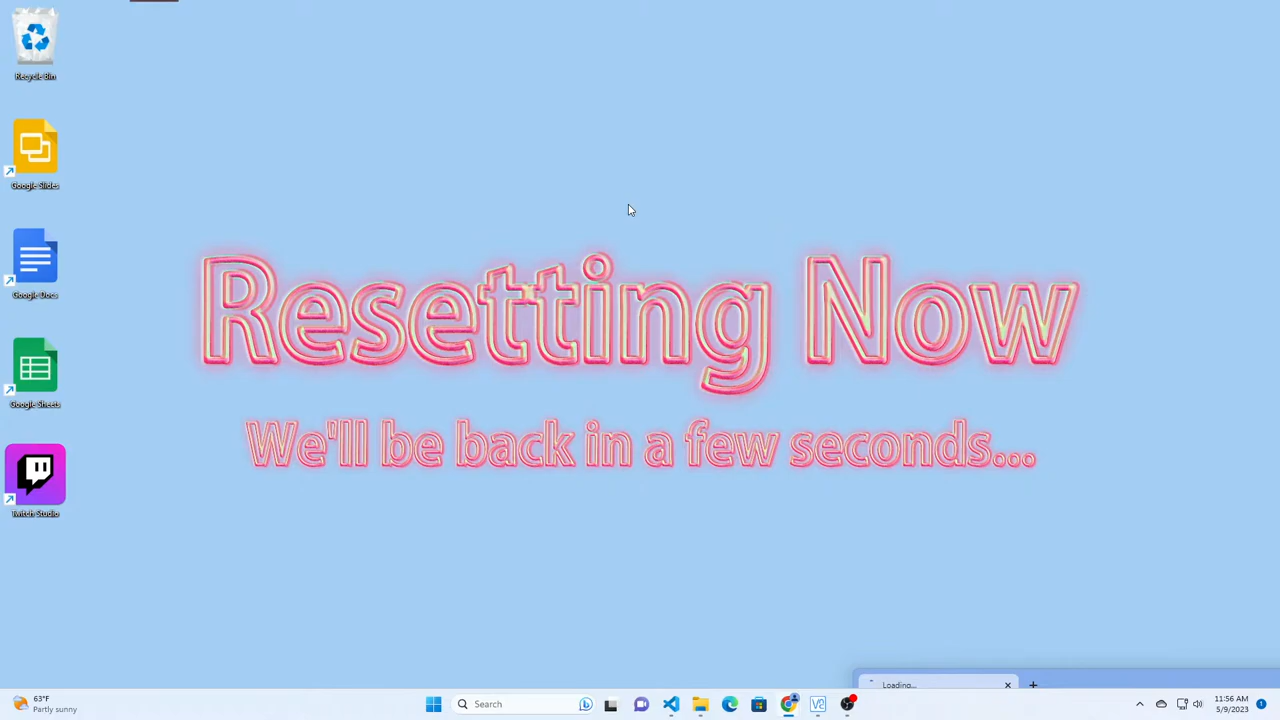 Recycle Bin
Google Slides
Google Docs
Google Sheets
Twitch Studio
Resetting Now
We'll be back in a few seconds...
Loading...
63°F
Partly sunny
Search
11:56 AM
5/9/2023
1